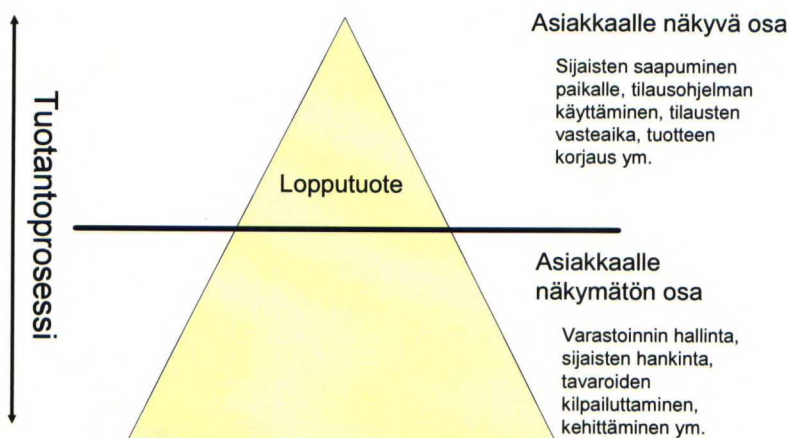 Asiakkaalle näkyvä osa
Sijaisten saapuminen
paikalle, tilausohjelman
käyttäminen, tilausten
vasteaika, tuotteen
korjaus ym.
Tuotantoprosessi
Lopputuote
Asiakkaalle
näkymätön osa
Varastoinnin hallinta,
sijaisten hankinta,
tavaroiden
kilpailuttaminen,
kehittäminen ym.